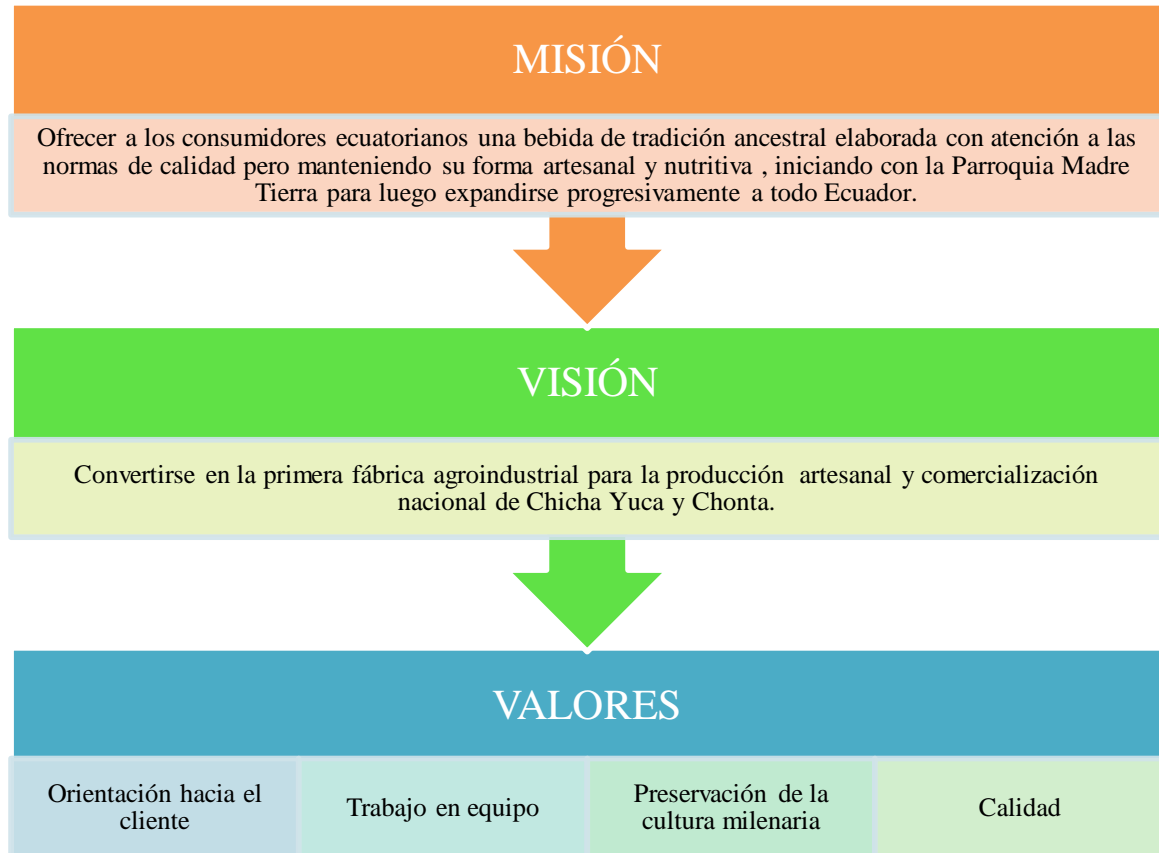 MISIÓN
Ofrecer a los consumidores ecuatorianos una bebida de tradición ancestral elaborada con atención a las
normas de calidad pero manteniendo su forma artesanal y nutritiva , iniciando con la Parroquia Madre
Tierra para luego expandirse progresivamente a todo Ecuador.
VISIÓN
Convertirse en la primera fábrica agroindustrial para la producción artesanal y comercialización
nacional de Chicha Yuca y Chonta.
VALORES
Orientación hacia el
cliente
Trabajo en equipo
Preservación de la
cultura milenaria
Calidad